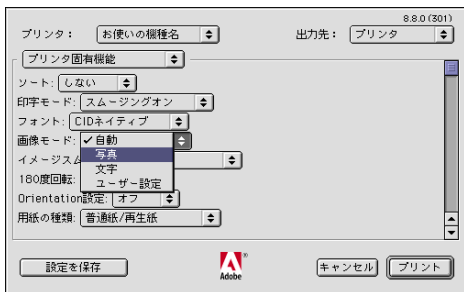 8.8.0 (301)
プリンタ： お使いの機種名 出力先： プリンタ
プリンタ固有機能
ソート: しない
印字モード: スムージングオン
フォント: CIDネイティブ
画像モード: ✓自動
写真
イメージス
文字
180度回転: ユーザー設定
Orientation設定: オフ
用紙の種類: 普通紙/再生紙
設定を保存 Adobe キャンセル プリント